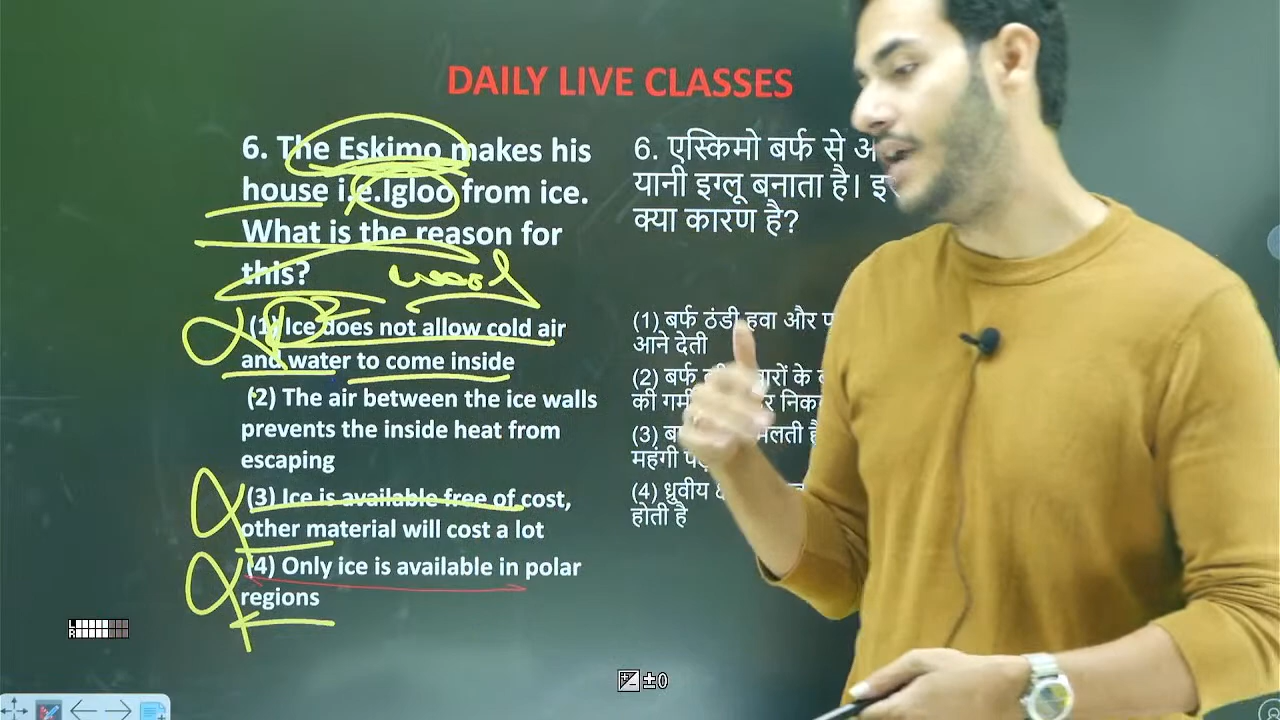 DAILY LIVE CLASSES
6. The Eskimo makes his
house i.e.Igloo from ice.
What is the reason for
this?
wood
(1) Ice does not allow cold air
and water to come inside
(2) The air between the ice walls
prevents the inside heat from
escaping
(3) Ice is available free of cost,
other material will cost a lot
(4) Only ice is available in polar
regions
6. एस्किमो बर्फ से
यानी इग्लू बनाता है।
क्या कारण है?
(1) बर्फ ठंडी हवा और
आने देती
(2) बर्फ के
की
(3)
(4) ध्रुवीय
होती है
±0